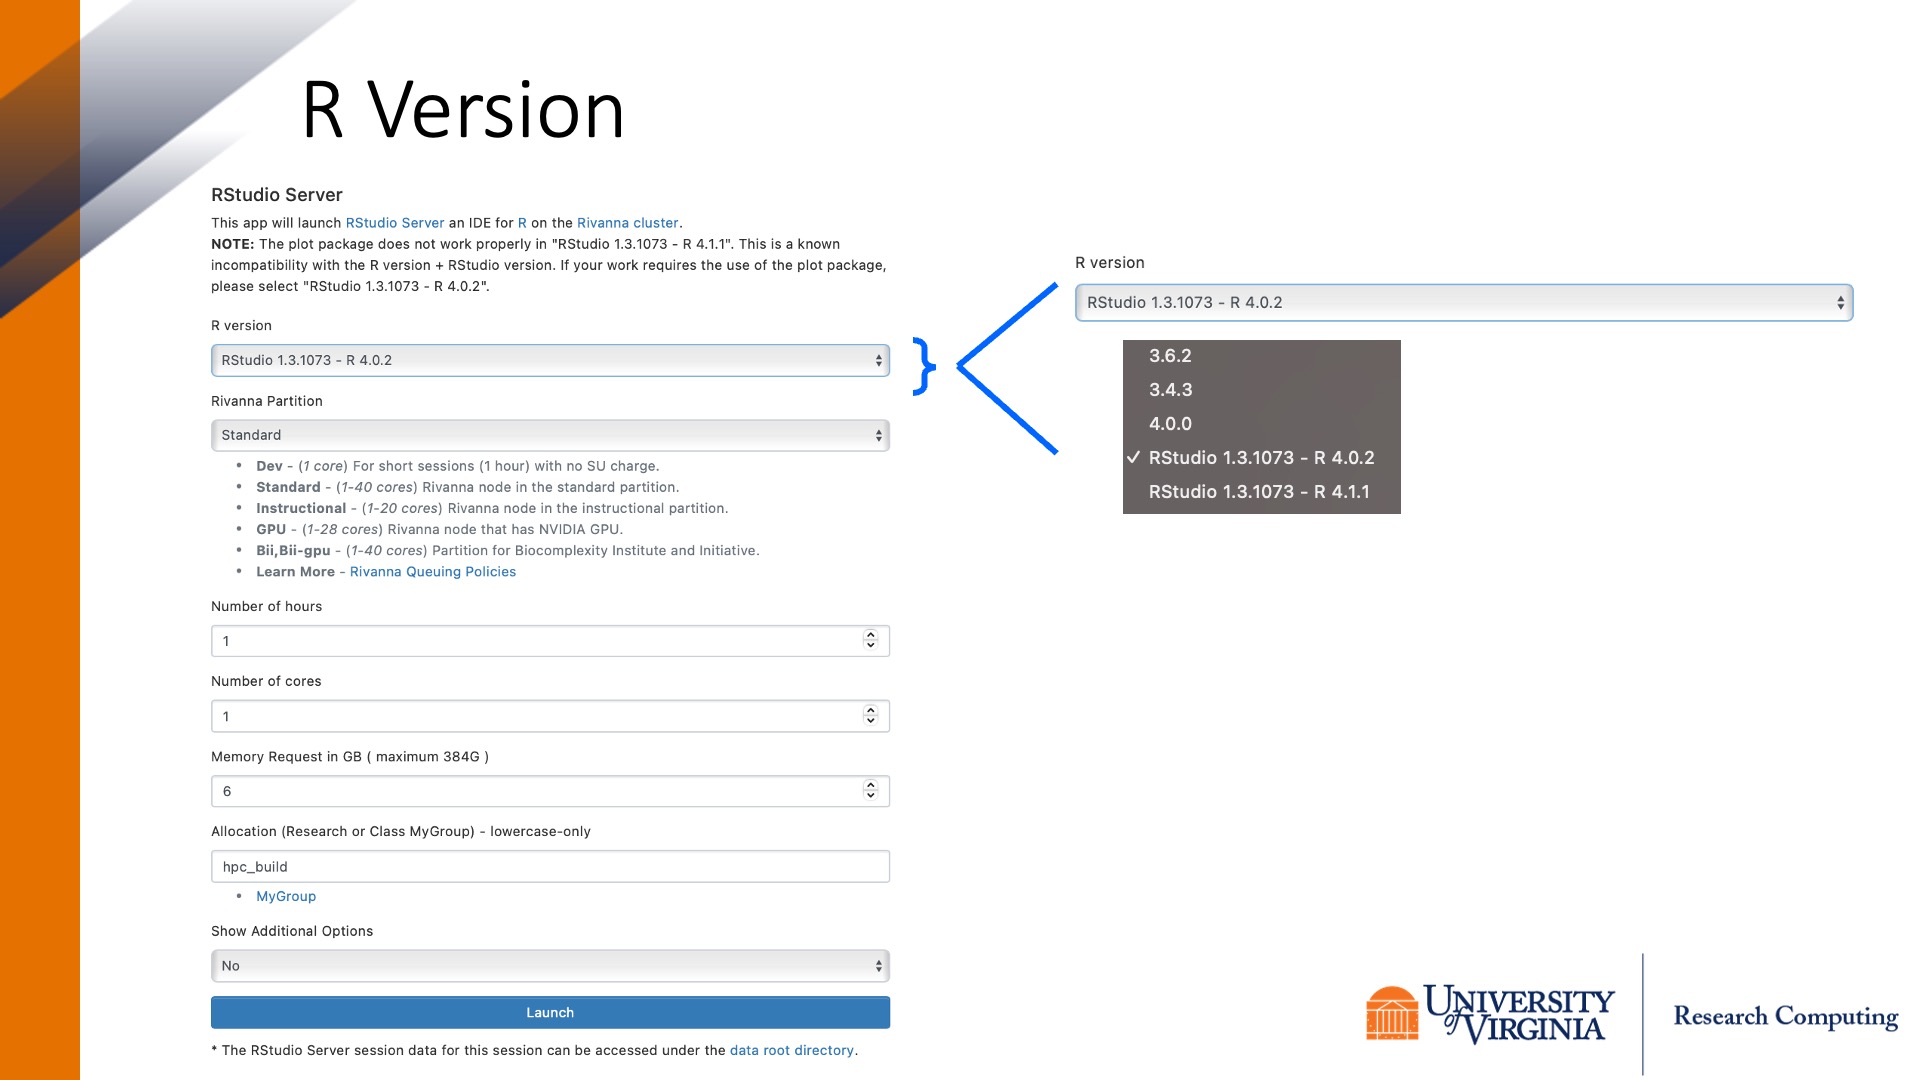 R Version
RStudio Server
This app will launch RStudio Server an IDE for R on the Rivanna cluster.
NOTE: The plot package does not work properly in "RStudio 1.3.1073 - R 4.1.1". This is a known
incompatibility with the R version + RStudio version. If your work requires the use of the plot package,
please select "RStudio 1.3.1073 - R 4.0.2".
R version
RStudio 1.3.1073 - R 4.0.2
Rivanna Partition
Standard
• Dev - (1 core) For short sessions (1 hour) with no SU charge.
• Standard - (1-40 cores) Rivanna node in the standard partition.
• Instructional - (1-20 cores) Rivanna node in the instructional partition.
• GPU - (1-28 cores) Rivanna node that has NVIDIA GPU.
• Bii,Bii-gpu - (1-40 cores) Partition for Biocomplexity Institute and Initiative.
• Learn More - Rivanna Queuing Policies
Number of hours
1
Number of cores
1
Memory Request in GB ( maximum 384G )
6
Allocation (Research or Class MyGroup) - lowercase-only
hpc_build
• MyGroup
Show Additional Options
No
Launch
* The RStudio Server session data for this session can be accessed under the data root directory.
R version
RStudio 1.3.1073 - R 4.0.2
3.6.2
3.4.3
4.0.0
✓ RStudio 1.3.1073 - R 4.0.2
RStudio 1.3.1073 - R 4.1.1
UNIVERSITY
of VIRGINIA
Research Computing